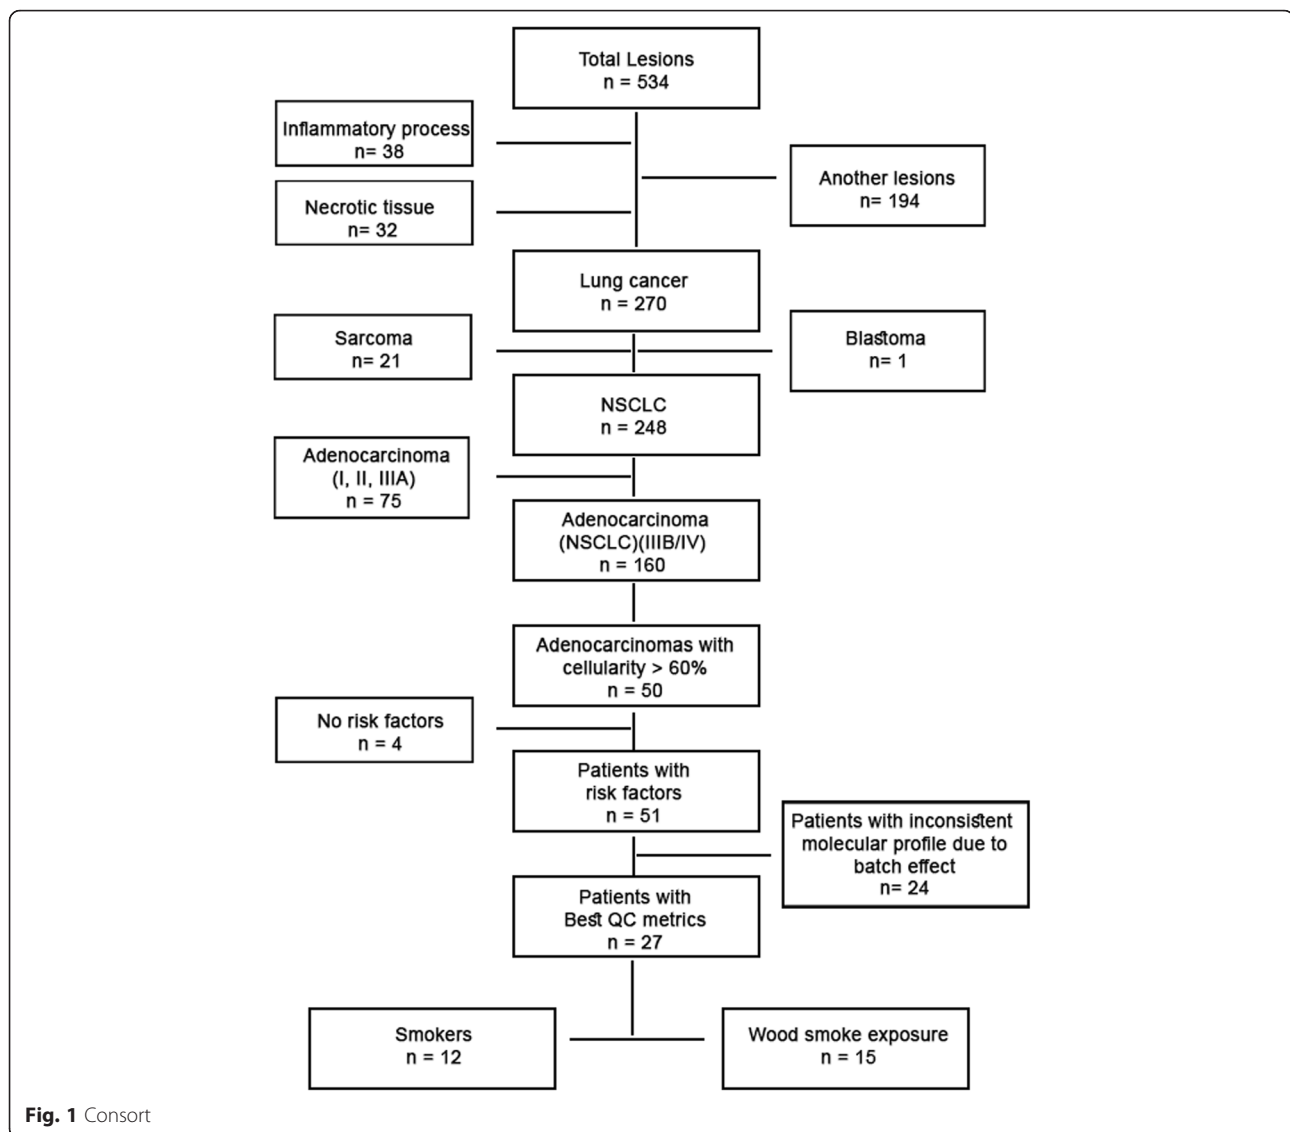 Total Lesions
n = 534
Inflammatory process
n= 38
Another lesions
n= 194
Necrotic tissue
n= 32
Lung cancer
n = 270
Sarcoma
n= 21
Blastoma
n= 1
NSCLC
n = 248
Adenocarcinoma
(I, II, IIIA)
n = 75
Adenocarcinoma
(NSCLC)(IIIB/IV)
n = 160
Adenocarcinomas with
cellularity > 60%
n = 50
No risk factors
n = 4
Patients with
risk factors
n = 51
Patients with inconsistent
molecular profile due to
batch effect
n= 24
Patients with
Best QC metrics
n = 27
Smokers
n = 12
Wood smoke exposure
n = 15
Fig. 1 Consort